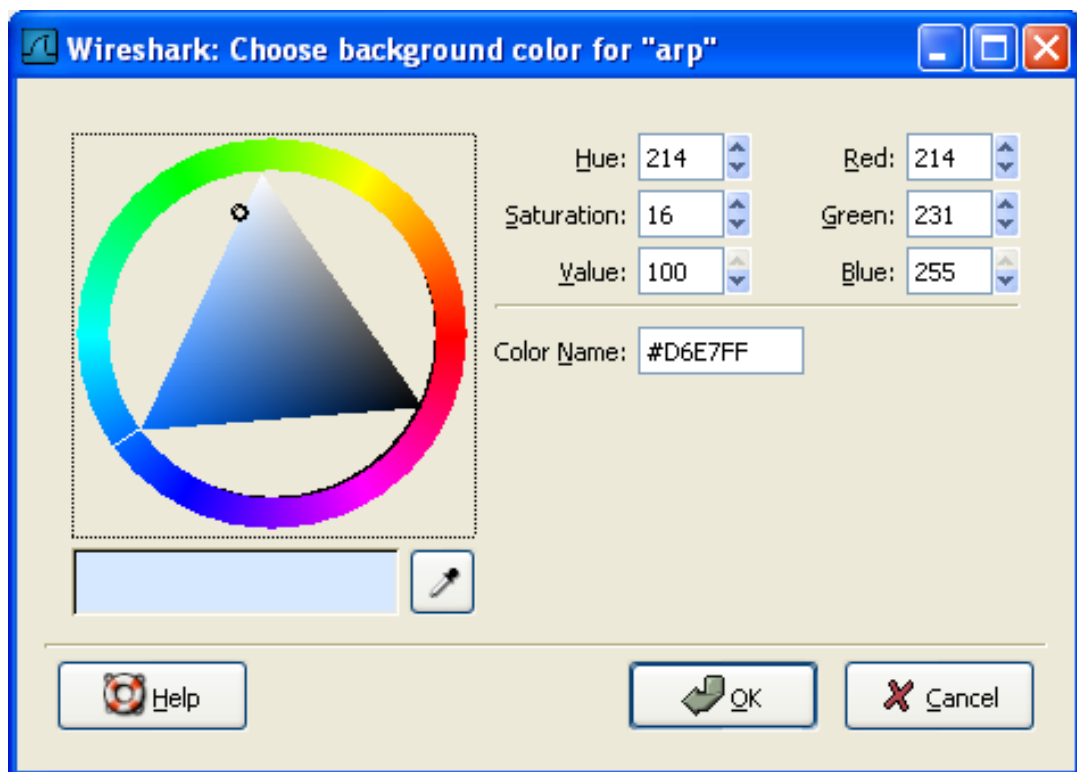 Wireshark: Choose background color for "arp"
Hue: 214 Red: 214
Saturation: 16 Green: 231
Value: 100 Blue: 255
Color Name: #D6E7FF
Help OK Cancel